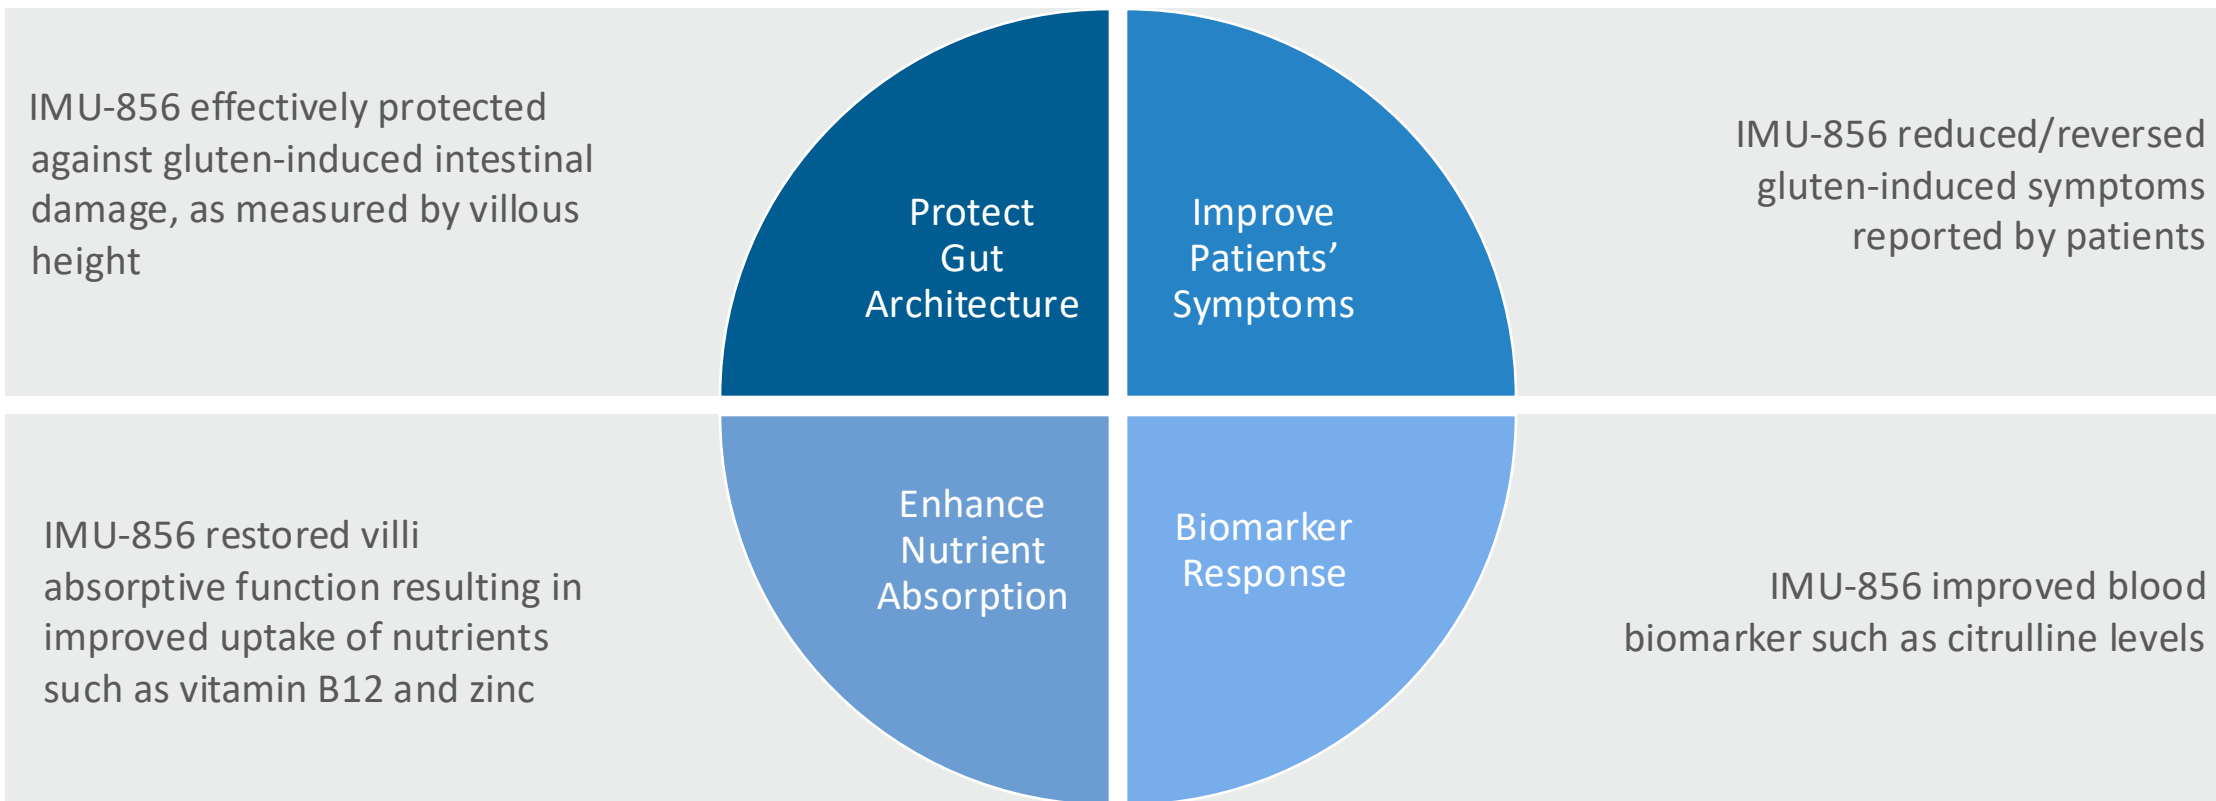 IMU-856 effectively protected
against gluten-induced intestinal
damage, as measured by villous
height
Protect
Gut
Architecture
Improve
Patients’
Symptoms
IMU-856 reduced/reversed
gluten-induced symptoms
reported by patients
IMU-856 restored villi
absorptive function resulting in
improved uptake of nutrients
such as vitamin B12 and zinc
Enhance
Nutrient
Absorption
Biomarker
Response
IMU-856 improved blood
biomarker such as citrulline levels